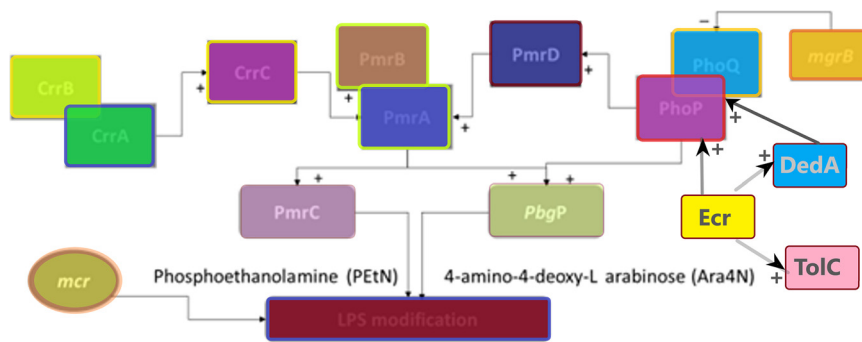 PmrB
PmrD
PhoQ
mgrB
CrrB
CrrC
PmrA
PhoP
CrrA
DedA
PmrC
PbgP
Ecr
mcr
Phosphoethanolamine (PEtN)
4-amino-4-deoxy-L arabinose (Ara4N)
TolC
LPS modification
+
+
+
+
+
+
+
+
+
+
+
−